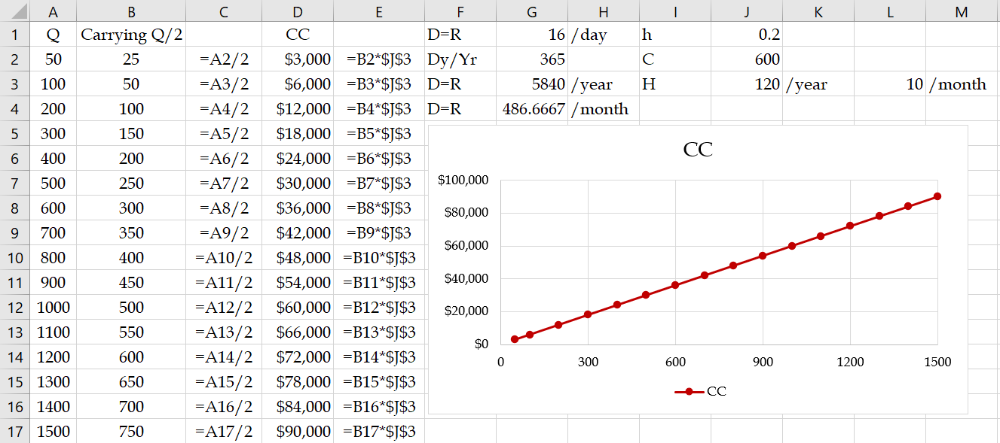 A B C D E F G H I J K L M
1 Q Carrying Q/2 CC D=R 16 /day h 0.2
2 50 25 =A2/2 $3,000 =B2*$J$3 Dy/Yr 365 C 600
3 100 50 =A3/2 $6,000 =B3*$J$3 D=R 5840 /year H 120 /year 10 /month
4 200 100 =A4/2 $12,000 =B4*$J$3 D=R 486.6667 /month
5 300 150 =A5/2 $18,000 =B5*$J$3
6 400 200 =A6/2 $24,000 =B6*$J$3
7 500 250 =A7/2 $30,000 =B7*$J$3
8 600 300 =A8/2 $36,000 =B8*$J$3
9 700 350 =A9/2 $42,000 =B9*$J$3
10 800 400 =A10/2 $48,000 =B10*$J$3
11 900 450 =A11/2 $54,000 =B11*$J$3
12 1000 500 =A12/2 $60,000 =B12*$J$3
13 1100 550 =A13/2 $66,000 =B13*$J$3
14 1200 600 =A14/2 $72,000 =B14*$J$3
15 1300 650 =A15/2 $78,000 =B15*$J$3
16 1400 700 =A16/2 $84,000 =B16*$J$3
17 1500 750 =A17/2 $90,000 =B17*$J$3
CC
$100,000
$80,000
$60,000
$40,000
$20,000
$0
0 300 600 900 1200 1500
CC